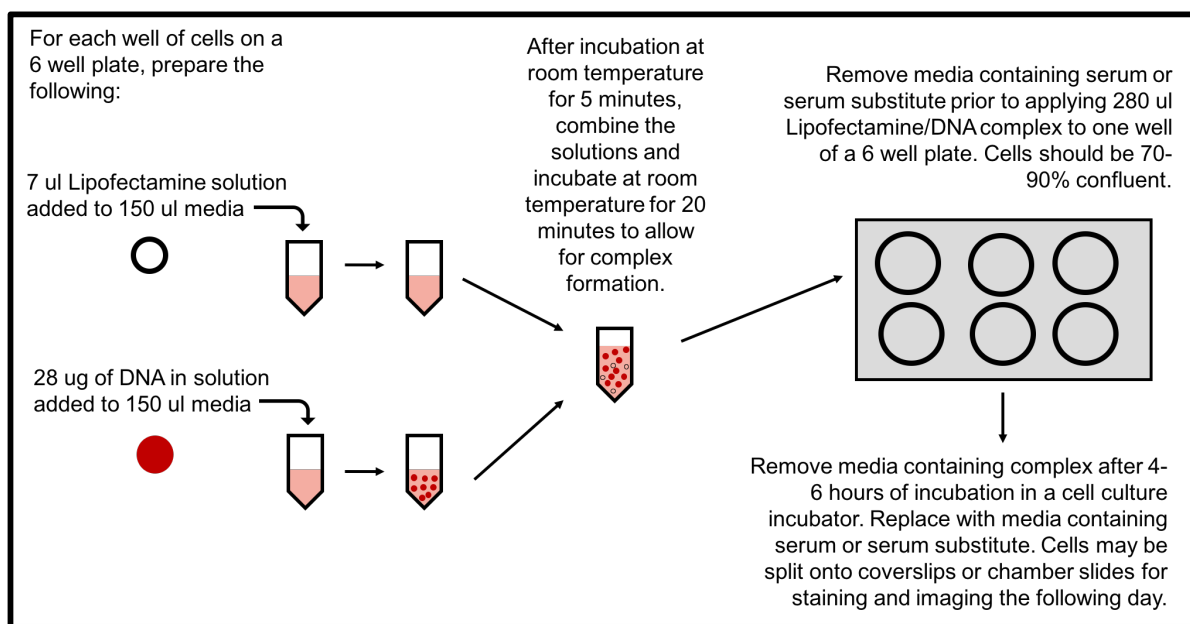 For each well of cells on a
6 well plate, prepare the
following:
7 ul Lipofectamine solution
added to 150 ul media
28 ug of DNA in solution
added to 150 ul media
After incubation at
room temperature
for 5 minutes,
combine the
solutions and
incubate at room
temperature for 20
minutes to allow
for complex
formation.
Remove media containing serum or
serum substitute prior to applying 280 ul
Lipofectamine/DNA complex to one well
of a 6 well plate. Cells should be 70-
90% confluent.
Remove media containing complex after 4-
6 hours of incubation in a cell culture
incubator. Replace with media containing
serum or serum substitute. Cells may be
split onto coverslips or chamber slides for
staining and imaging the following day.